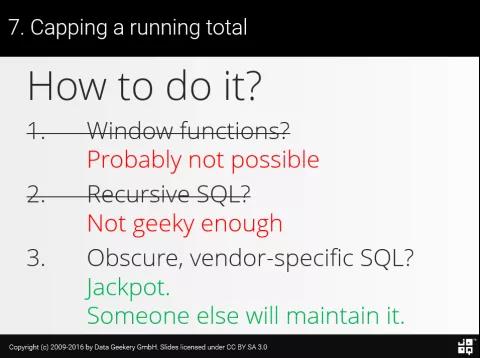 7. Capping a running total
How to do it?
1. Window functions?
Probably not possible
2. Recursive SQL?
Not geeky enough
3. Obscure, vendor-specific SQL?
Jackpot.
Someone else will maintain it.
Copyright (c) 2009-2016 by Data Geekery GmbH. Slides licensed under CC BY SA 3.0